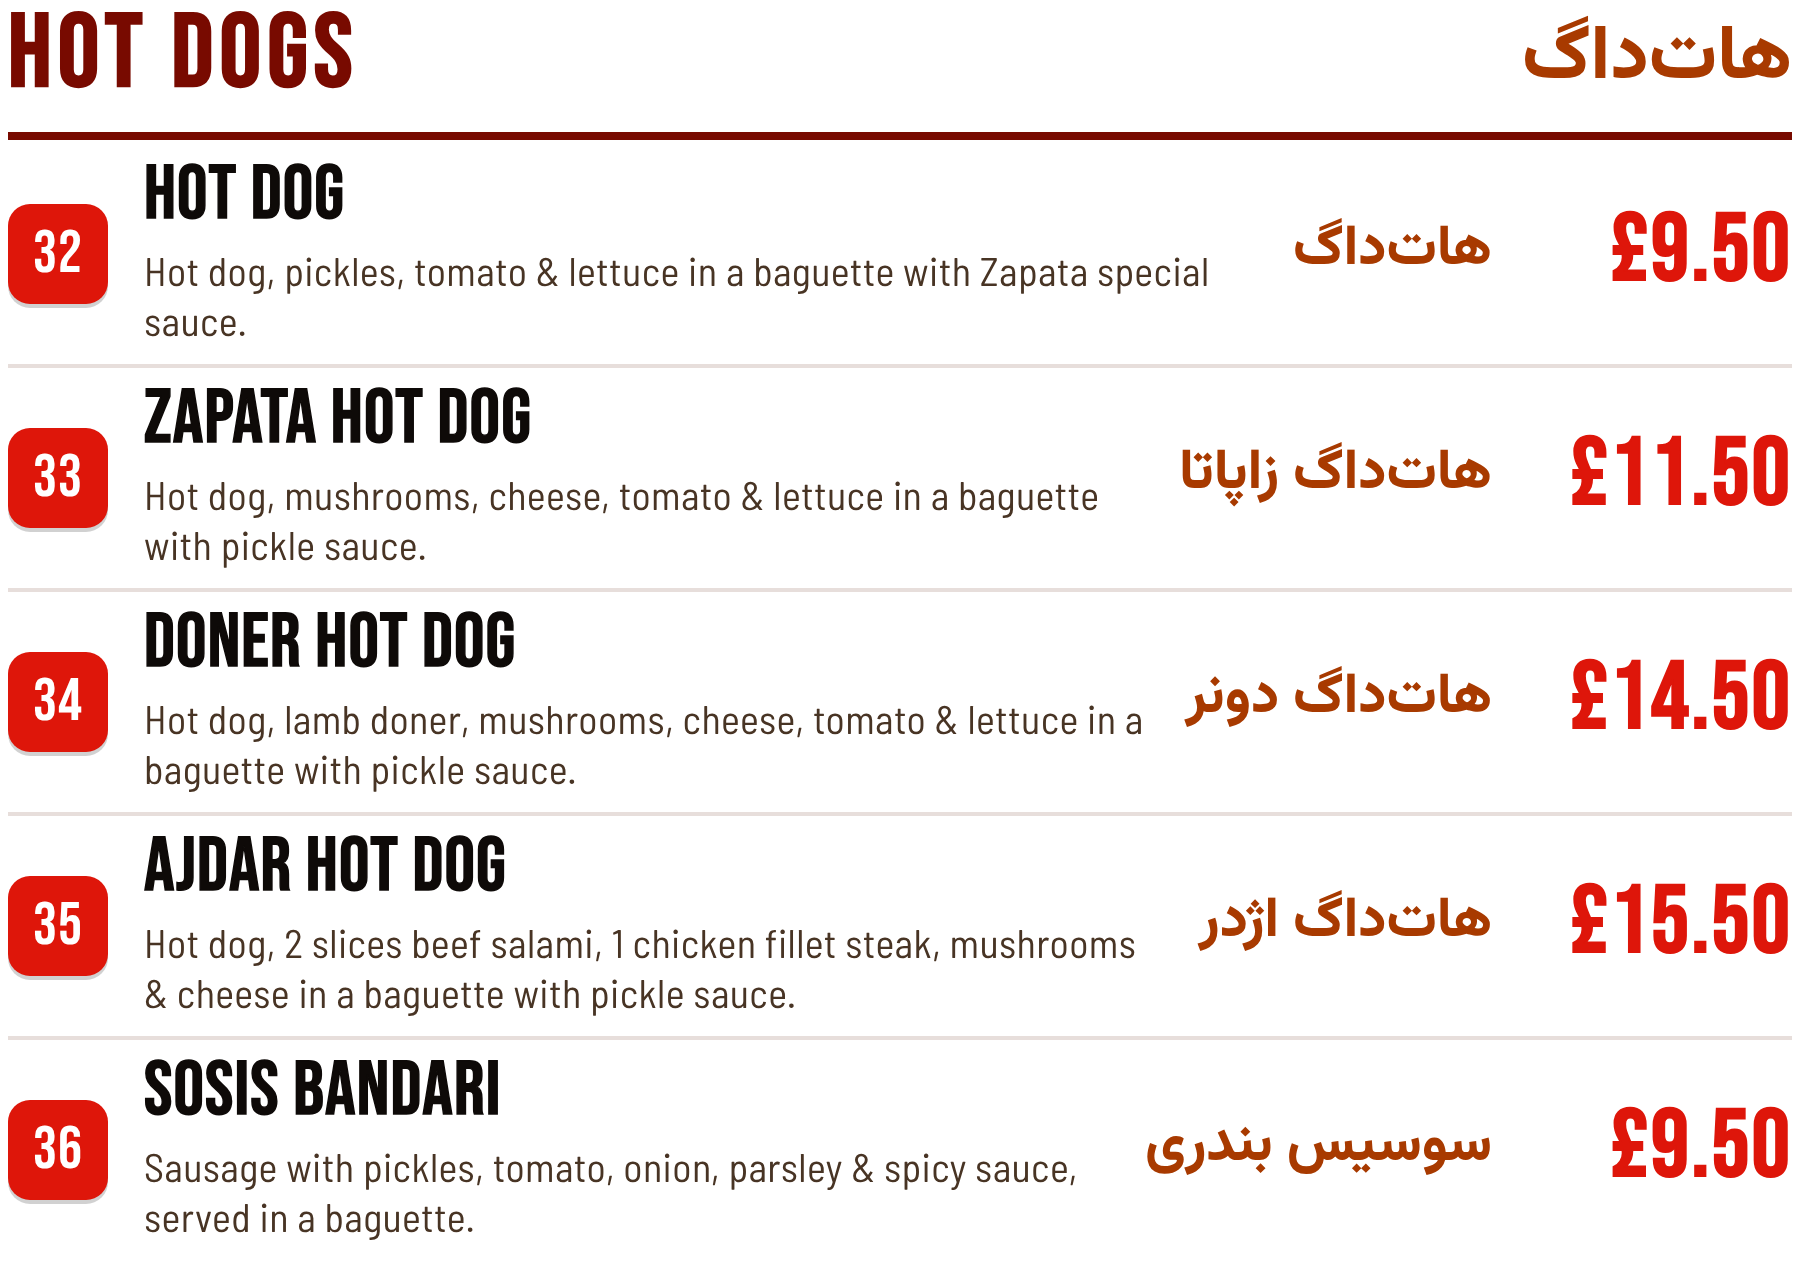 HOT DOGS هات‌داگ
32 HOT DOG هات‌داگ £9.50
Hot dog, pickles, tomato & lettuce in a baguette with Zapata special
sauce.
33 ZAPATA HOT DOG هات‌داگ زاپاتا £11.50
Hot dog, mushrooms, cheese, tomato & lettuce in a baguette
with pickle sauce.
34 DONER HOT DOG هات‌داگ دونر £14.50
Hot dog, lamb doner, mushrooms, cheese, tomato & lettuce in a
baguette with pickle sauce.
35 AJDAR HOT DOG هات‌داگ اژدر £15.50
Hot dog, 2 slices beef salami, 1 chicken fillet steak, mushrooms
& cheese in a baguette with pickle sauce.
36 SOSIS BANDARI سوسیس بندری £9.50
Sausage with pickles, tomato, onion, parsley & spicy sauce,
served in a baguette.